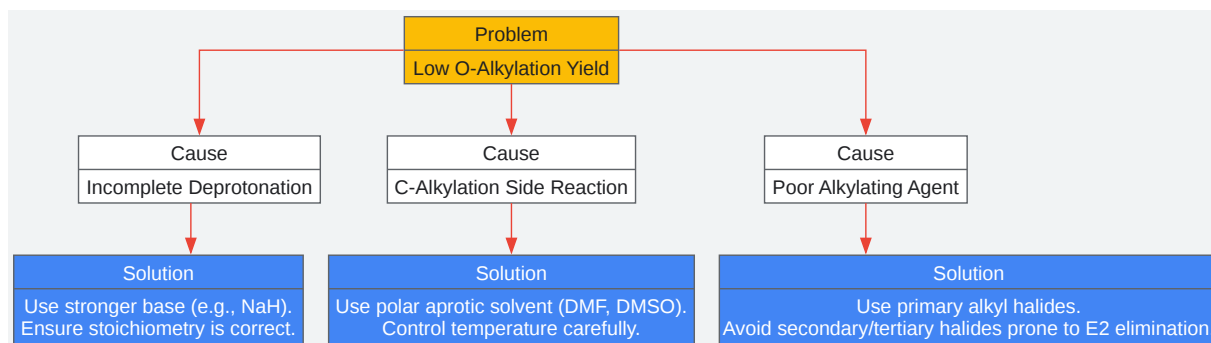 Problem
Low O-Alkylation Yield
Cause
Incomplete Deprotonation
Cause
C-Alkylation Side Reaction
Cause
Poor Alkylating Agent
Solution
Use stronger base (e.g., NaH).
Ensure stoichiometry is correct.
Solution
Use polar aprotic solvent (DMF, DMSO).
Control temperature carefully.
Solution
Use primary alkyl halides.
Avoid secondary/tertiary halides prone to E2 elimination.